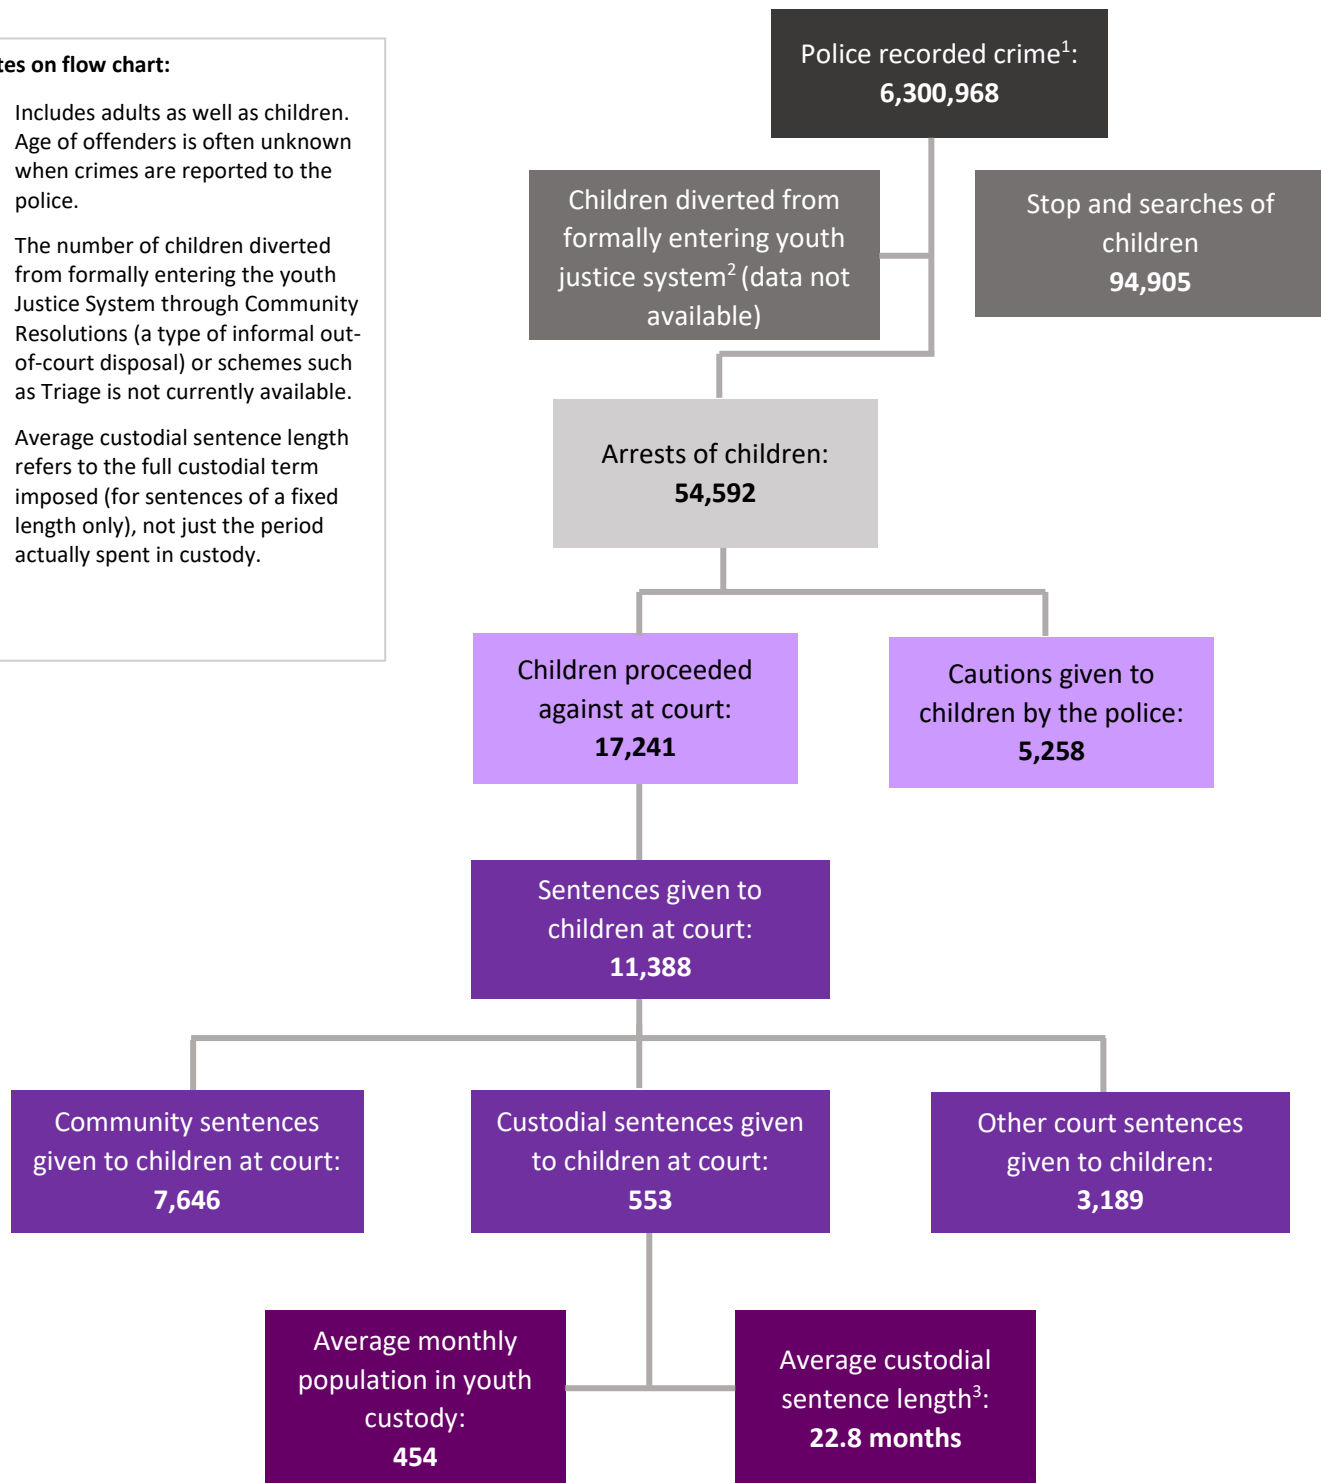 tes on flow chart:
Includes adults as well as children.
Age of offenders is often unknown
when crimes are reported to the
police.
The number of children diverted
from formally entering the youth
Justice System through Community
Resolutions (a type of informal out-
of-court disposal) or schemes such
as Triage is not currently available.
Average custodial sentence length
refers to the full custodial term
imposed (for sentences of a fixed
length only), not just the period
actually spent in custody.
Police recorded crime¹:
6,300,968
Children diverted from
formally entering youth
justice system² (data not
available)
Stop and searches of
children
94,905
Arrests of children:
54,592
Children proceeded
against at court:
17,241
Cautions given to
children by the police:
5,258
Sentences given to
children at court:
11,388
Community sentences
given to children at court:
7,646
Custodial sentences given
to children at court:
553
Other court sentences
given to children:
3,189
Average monthly
population in youth
custody:
454
Average custodial
sentence length³:
22.8 months